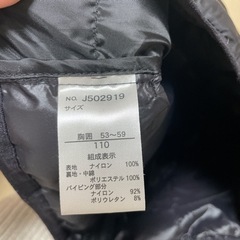 NO. J502919
サイズ
胸囲 53～59
110
組成表示
表地 ナイロン 100%
裏地・中綿
ポリエステル 100%
パイピング部分
ナイロン 92%
ポリウレタン 8%